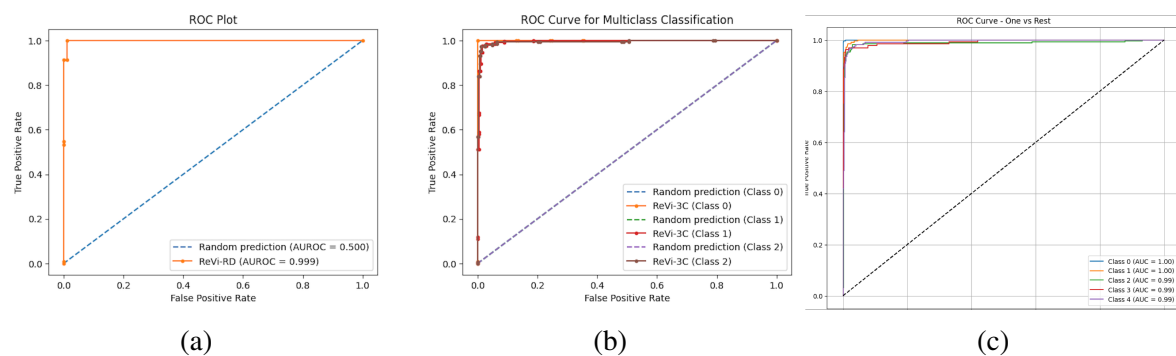 ROC Plot
1.0
0.8
0.6
0.4
0.2
0.0
True Positive Rate
Random prediction (AUROC = 0.500)
ReVi-RD (AUROC = 0.999)
0.0 0.2 0.4 0.6 0.8 1.0
False Positive Rate
(a)
ROC Curve for Multiclass Classification
1.0
0.8
0.6
0.4
0.2
0.0
True Positive Rate
Random prediction (Class 0)
ReVi-3C (Class 0)
Random prediction (Class 1)
ReVi-3C (Class 1)
Random prediction (Class 2)
ReVi-3C (Class 2)
0.0 0.2 0.4 0.6 0.8 1.0
False Positive Rate
(b)
ROC Curve - One vs Rest
1.0
0.8
0.6
0.4
0.2
0.0
True Positive Rate
Class 0 (AUC = 1.00)
Class 1 (AUC = 1.00)
Class 2 (AUC = 0.99)
Class 3 (AUC = 0.99)
Class 4 (AUC = 0.99)
(c)